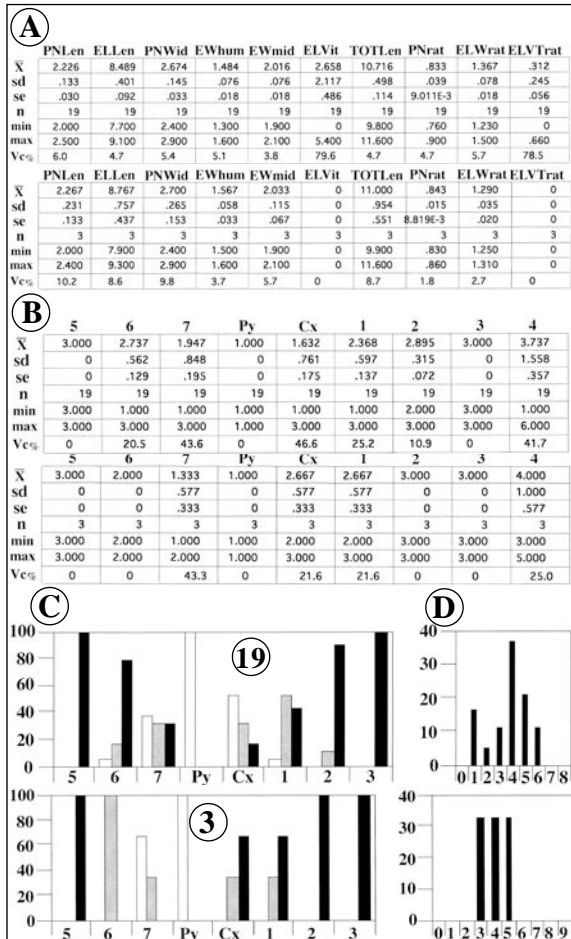 A
PNLen ELLen PNWid EWhum EWmid ELVit TOTLen PNrat ELWrat ELVTrat
X̄ 2.226 8.489 2.674 1.484 2.016 2.658 10.716 .833 1.367 .312
sd .133 .401 .145 .076 .076 2.117 .498 .039 .078 .245
se .030 .092 .033 .018 .018 .486 .114 9.011E-3 .018 .056
n 19 19 19 19 19 19 19 19 19 19
min 2.000 7.700 2.400 1.300 1.900 0 9.800 .760 1.230 0
max 2.500 9.100 2.900 1.600 2.100 5.400 11.600 .900 1.500 .660
Vc% 6.0 4.7 5.4 5.1 3.8 79.6 4.7 4.7 5.7 78.5
PNLen ELLen PNWid EWhum EWmid ELVit TOTLen PNrat ELWrat ELVTrat
X̄ 2.267 8.767 2.700 1.567 2.033 0 11.000 .843 1.290 0
sd .231 .757 .265 .058 .115 0 .954 .015 .035 0
se .133 .437 .153 .033 .067 0 .551 8.819E-3 .020 0
n 3 3 3 3 3 3 3 3 3 3
min 2.000 7.900 2.400 1.500 1.900 0 9.900 .830 1.250 0
max 2.400 9.300 2.900 1.600 2.100 0 11.600 .860 1.310 0
Vc% 10.2 8.6 9.8 3.7 5.7 0 8.7 1.8 2.7 0
B
5 6 7 Py Cx 1 2 3 4
X̄ 3.000 2.737 1.947 1.000 1.632 2.368 2.895 3.000 3.737
sd 0 .562 .848 0 .761 .597 .315 0 1.558
se 0 .129 .195 0 .175 .137 .072 0 .357
n 19 19 19 19 19 19 19 19 19
min 3.000 1.000 1.000 1.000 1.000 1.000 2.000 3.000 1.000
max 3.000 3.000 3.000 1.000 3.000 3.000 3.000 3.000 6.000
Vc% 0 20.5 43.6 0 46.6 25.2 10.9 0 41.7
5 6 7 Py Cx 1 2 3 4
X̄ 3.000 2.000 1.333 1.000 2.667 2.667 3.000 3.000 4.000
sd 0 0 .577 0 .577 .577 0 0 1.000
se 0 0 .333 0 .333 .333 0 0 .577
n 3 3 3 3 3 3 3 3 3
min 3.000 2.000 1.000 1.000 2.000 2.000 3.000 3.000 3.000
max 3.000 2.000 2.000 1.000 3.000 3.000 3.000 3.000 5.000
Vc% 0 0 43.3 0 21.6 21.6 0 0 25.0
C
100
80
60
40
20
0
19
5 6 7 Py Cx 1 2 3
D
40
30
20
10
0
0 1 2 3 4 5 6 7 8
100
80
60
40
20
0
3
5 6 7 Py Cx 1 2 3
40
30
20
10
0
0 1 2 3 4 5 6 7 8 9